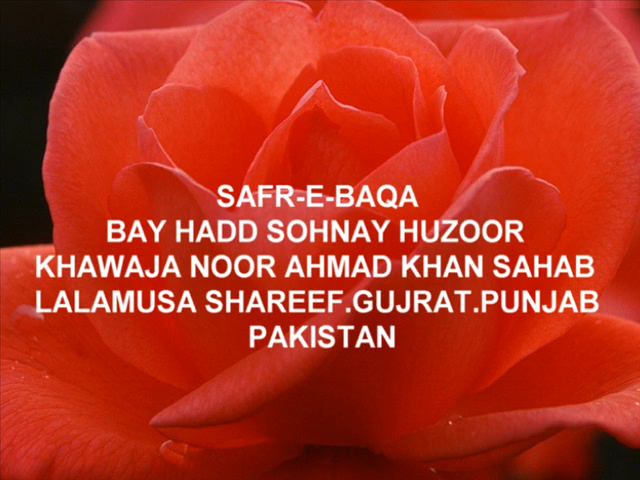 SAFR-E-BAQA
BAY HADD SOHNAY HUZOOR
KHAWAJA NOOR AHMAD KHAN SAHAB
LALAMUSA SHAREEF.GUJRAT.PUNJAB
PAKISTAN